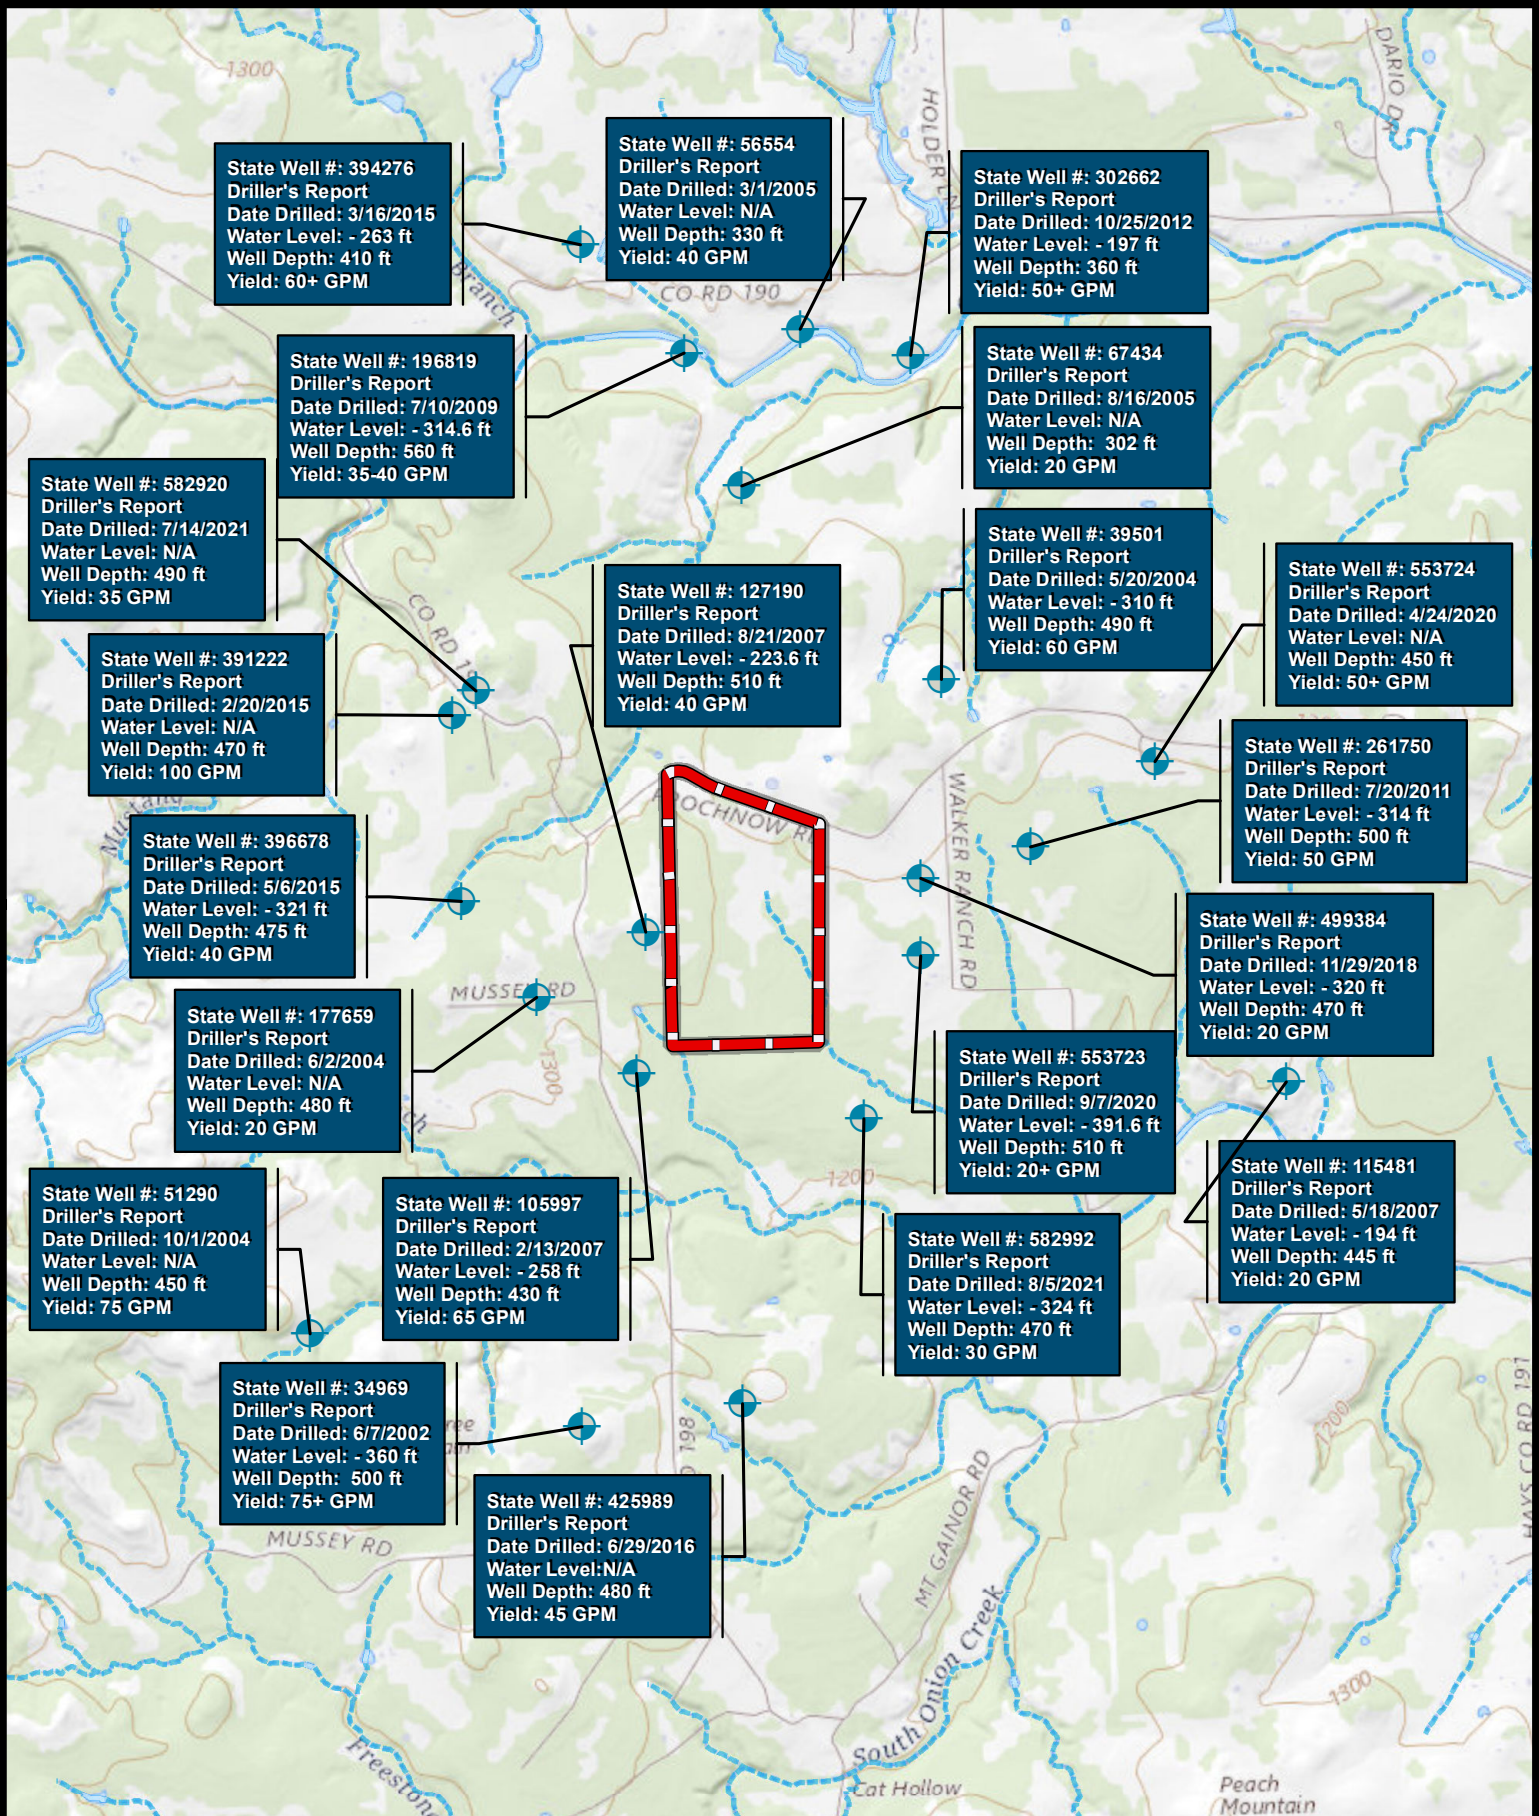 1300
HOLDER LN
DARIO DR
State Well #: 394276
Driller's Report
Date Drilled: 3/16/2015
Water Level: - 263 ft
Well Depth: 410 ft
Yield: 60+ GPM
State Well #: 56554
Driller's Report
Date Drilled: 3/1/2005
Water Level: N/A
Well Depth: 330 ft
Yield: 40 GPM
State Well #: 302662
Driller's Report
Date Drilled: 10/25/2012
Water Level: - 197 ft
Well Depth: 360 ft
Yield: 50+ GPM
Branch
CO RD 190
State Well #: 196819
Driller's Report
Date Drilled: 7/10/2009
Water Level: - 314.6 ft
Well Depth: 560 ft
Yield: 35-40 GPM
State Well #: 67434
Driller's Report
Date Drilled: 8/16/2005
Water Level: N/A
Well Depth:  302 ft
Yield: 20 GPM
State Well #: 582920
Driller's Report
Date Drilled: 7/14/2021
Water Level: N/A
Well Depth: 490 ft
Yield: 35 GPM
State Well #: 39501
Driller's Report
Date Drilled: 5/20/2004
Water Level: - 310 ft
Well Depth: 490 ft
Yield: 60 GPM
State Well #: 553724
Driller's Report
Date Drilled: 4/24/2020
Water Level: N/A
Well Depth: 450 ft
Yield: 50+ GPM
State Well #: 127190
Driller's Report
Date Drilled: 8/21/2007
Water Level: - 223.6 ft
Well Depth: 510 ft
Yield: 40 GPM
CO RD 19
State Well #: 391222
Driller's Report
Date Drilled: 2/20/2015
Water Level: N/A
Well Depth: 470 ft
Yield: 100 GPM
State Well #: 261750
Driller's Report
Date Drilled: 7/20/2011
Water Level: - 314 ft
Well Depth: 500 ft
Yield: 50 GPM
Mustang
PROCHNOW RD
WALKER RANCH RD
State Well #: 396678
Driller's Report
Date Drilled: 5/6/2015
Water Level: - 321 ft
Well Depth: 475 ft
Yield: 40 GPM
State Well #: 499384
Driller's Report
Date Drilled: 11/29/2018
Water Level: - 320 ft
Well Depth: 470 ft
Yield: 20 GPM
MUSSEY RD
State Well #: 177659
Driller's Report
Date Drilled: 6/2/2004
Water Level: N/A
Well Depth: 480 ft
Yield: 20 GPM
1300
State Well #: 553723
Driller's Report
Date Drilled: 9/7/2020
Water Level: - 391.6 ft
Well Depth: 510 ft
Yield: 20+ GPM
State Well #: 115481
Driller's Report
Date Drilled: 5/18/2007
Water Level: - 194 ft
Well Depth: 445 ft
Yield: 20 GPM
1200
State Well #: 51290
Driller's Report
Date Drilled: 10/1/2004
Water Level: N/A
Well Depth: 450 ft
Yield: 75 GPM
State Well #: 105997
Driller's Report
Date Drilled: 2/13/2007
Water Level: - 258 ft
Well Depth: 430 ft
Yield: 65 GPM
State Well #: 582992
Driller's Report
Date Drilled: 8/5/2021
Water Level: - 324 ft
Well Depth: 470 ft
Yield: 30 GPM
State Well #: 34969
Driller's Report
Date Drilled: 6/7/2002
Water Level: - 360 ft
Well Depth:  500 ft
Yield: 75+ GPM
198
1200
HAYS CO RD 191
State Well #: 425989
Driller's Report
Date Drilled: 6/29/2016
Water Level:N/A
Well Depth: 480 ft
Yield: 45 GPM
MUSSEY RD
MT GAINOR RD
South Onion Creek
1300
Freestone
Cat Hollow
Peach
Mountain